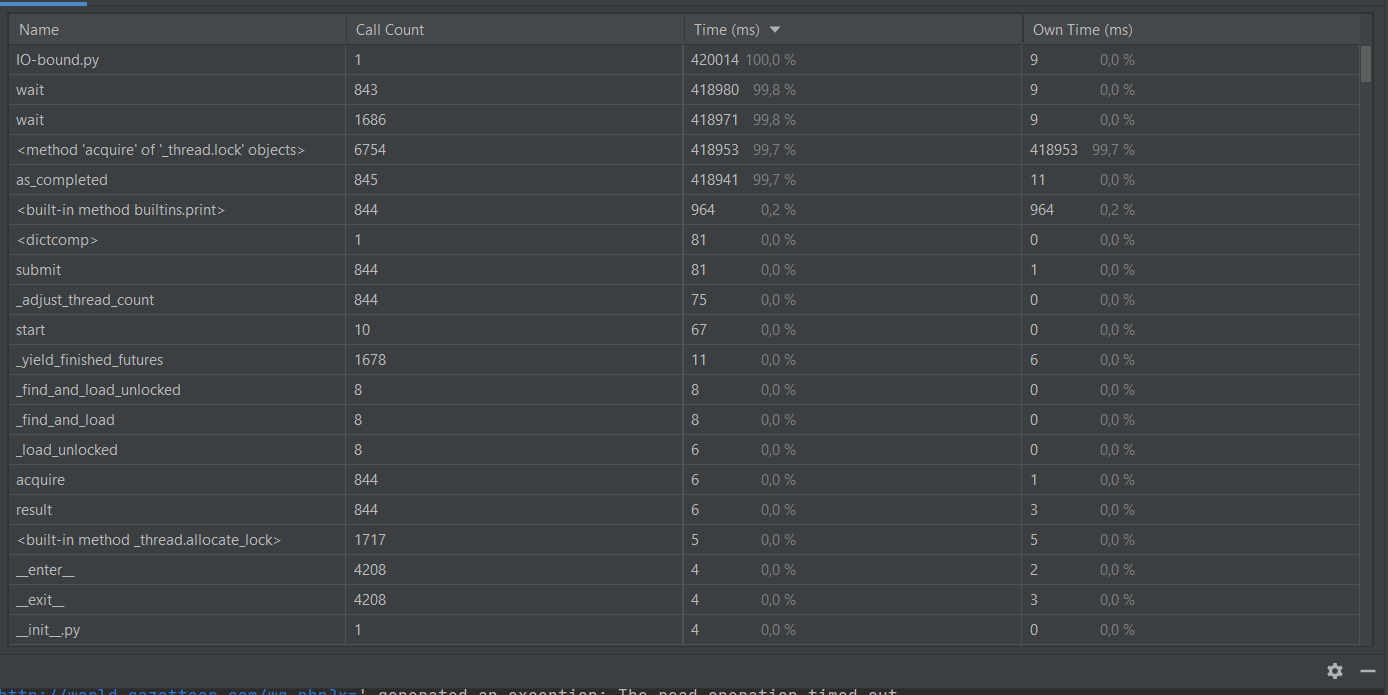 Name Call Count Time (ms) Own Time (ms)
IO-bound.py 1 420014 100,0 % 9 0,0 %
wait 843 418980 99,8 % 9 0,0 %
wait 1686 418971 99,8 % 9 0,0 %
<method 'acquire' of '_thread.lock' objects> 6754 418953 99,7 % 418953 99,7 %
as_completed 845 418941 99,7 % 11 0,0 %
<built-in method builtins.print> 844 964 0,2 % 964 0,2 %
<dictcomp> 1 81 0,0 % 0 0,0 %
submit 844 81 0,0 % 1 0,0 %
_adjust_thread_count 844 75 0,0 % 0 0,0 %
start 10 67 0,0 % 0 0,0 %
_yield_finished_futures 1678 11 0,0 % 6 0,0 %
_find_and_load_unlocked 8 8 0,0 % 0 0,0 %
_find_and_load 8 8 0,0 % 0 0,0 %
_load_unlocked 8 6 0,0 % 0 0,0 %
acquire 844 6 0,0 % 1 0,0 %
result 844 6 0,0 % 3 0,0 %
<built-in method _thread.allocate_lock> 1717 5 0,0 % 5 0,0 %
__enter__ 4208 4 0,0 % 2 0,0 %
__exit__ 4208 4 0,0 % 3 0,0 %
__init__.py 1 4 0,0 % 0 0,0 %
generated an exception: The read operation timed out